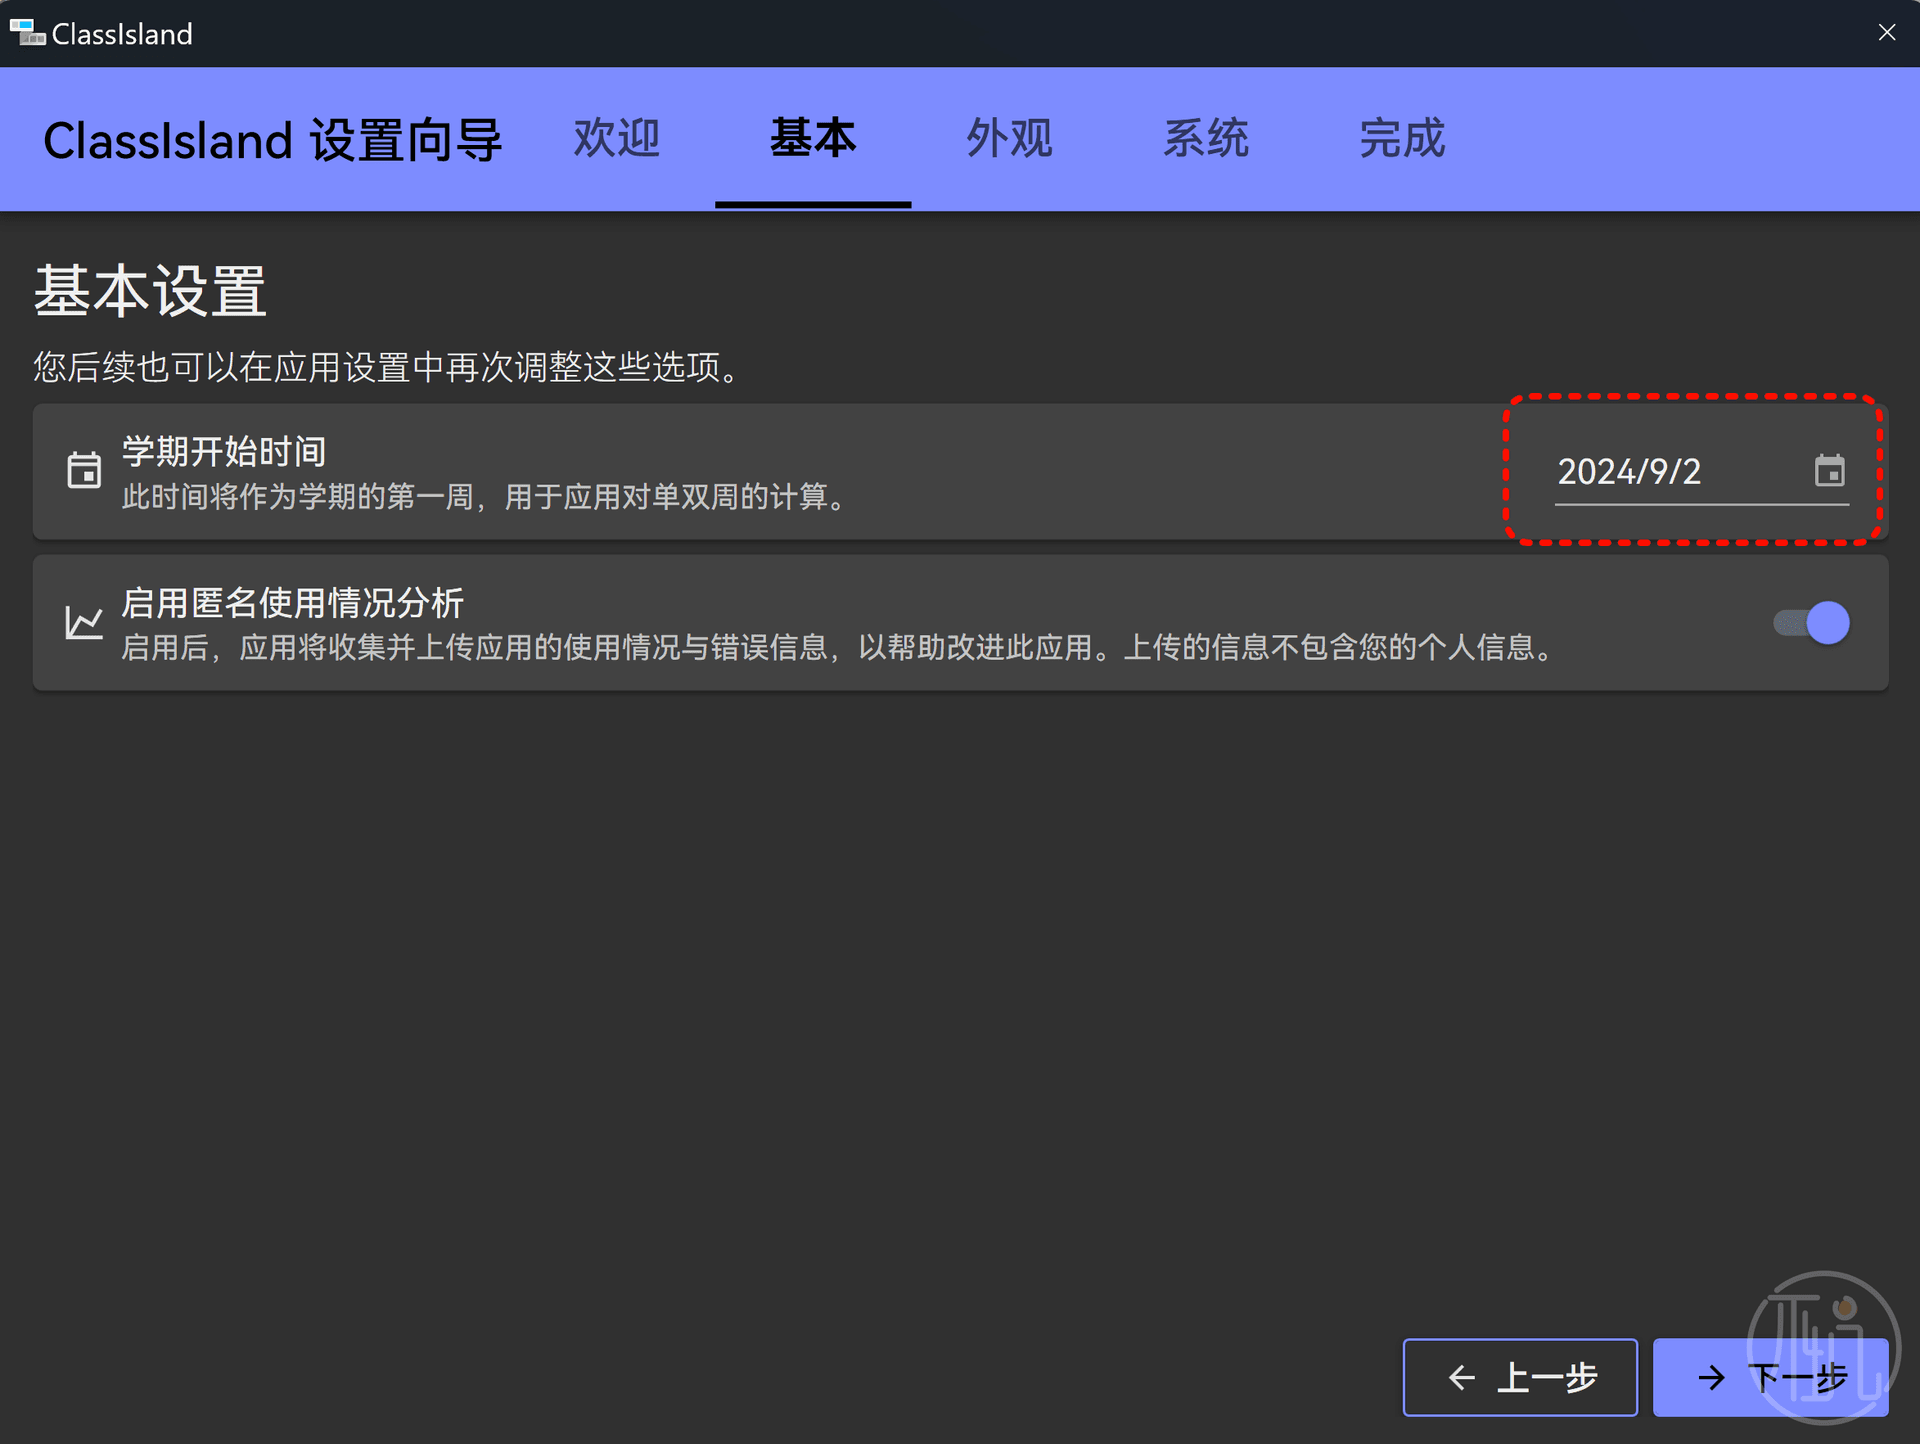 ClassIsland
ClassIsland 设置向导 欢迎 基本 外观 系统 完成
基本设置
您后续也可以在应用设置中再次调整这些选项。
学期开始时间
此时间将作为学期的第一周，用于应用对单双周的计算。
2024/9/2
启用匿名使用情况分析
启用后，应用将收集并上传应用的使用情况与错误信息，以帮助改进此应用。上传的信息不包含您的个人信息。
上一步 下一步